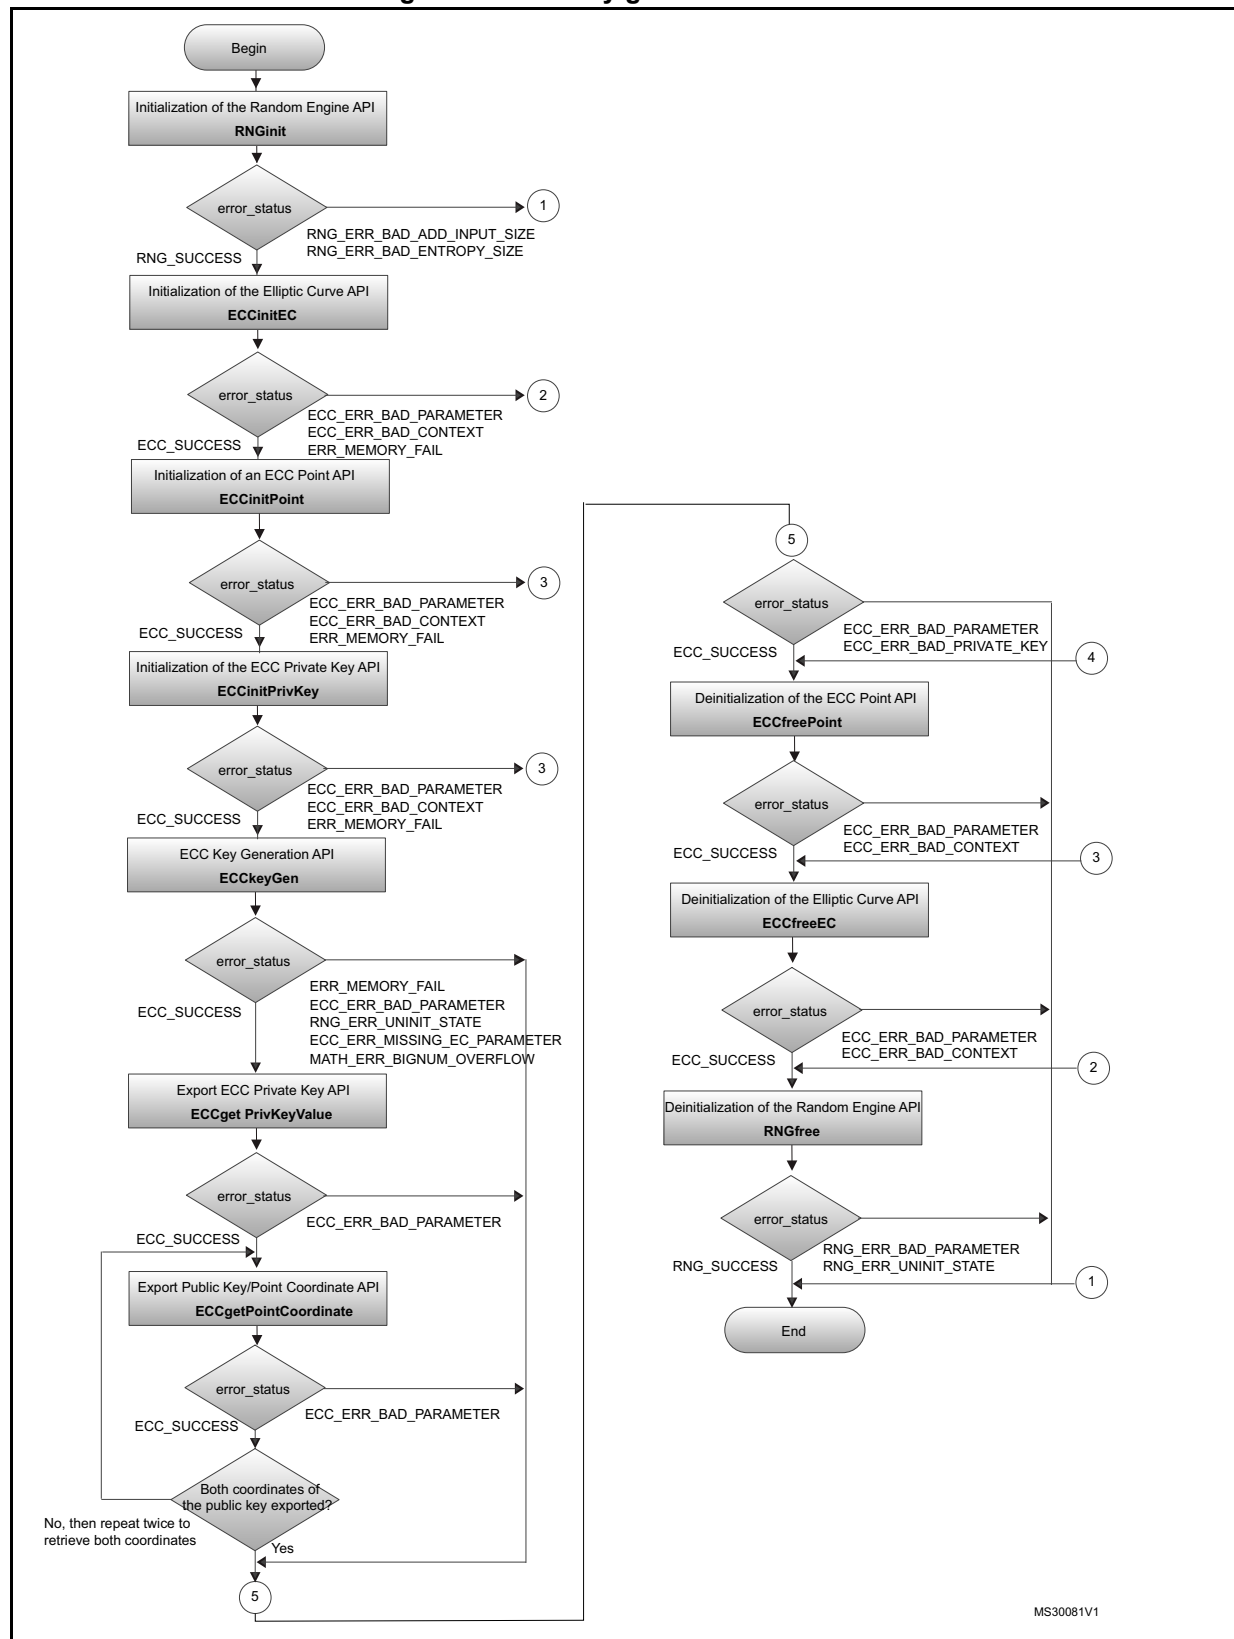 Begin
Initialization of the Random Engine API
RNGinit
error_status
1
RNG_ERR_BAD_ADD_INPUT_SIZE
RNG_ERR_BAD_ENTROPY_SIZE
RNG_SUCCESS
Initialization of the Elliptic Curve API
ECCinitEC
error_status
2
ECC_ERR_BAD_PARAMETER
ECC_ERR_BAD_CONTEXT
ERR_MEMORY_FAIL
ECC_SUCCESS
Initialization of an ECC Point API
ECCinitPoint
error_status
3
ECC_ERR_BAD_PARAMETER
ECC_ERR_BAD_CONTEXT
ERR_MEMORY_FAIL
ECC_SUCCESS
Initialization of the ECC Private Key API
ECCinitPrivKey
error_status
3
ECC_ERR_BAD_PARAMETER
ECC_ERR_BAD_CONTEXT
ERR_MEMORY_FAIL
ECC_SUCCESS
ECC Key Generation API
ECCkeyGen
error_status
ERR_MEMORY_FAIL
ECC_ERR_BAD_PARAMETER
RNG_ERR_UNINIT_STATE
ECC_ERR_MISSING_EC_PARAMETER
MATH_ERR_BIGNUM_OVERFLOW
ECC_SUCCESS
Export ECC Private Key API
ECCget PrivKeyValue
error_status
ECC_ERR_BAD_PARAMETER
ECC_SUCCESS
Export Public Key/Point Coordinate API
ECCgetPointCoordinate
error_status
ECC_ERR_BAD_PARAMETER
ECC_SUCCESS
Both coordinates of
the public key exported?
No, then repeat twice to
retrieve both coordinates
Yes
5
5
error_status
ECC_ERR_BAD_PARAMETER
ECC_ERR_BAD_PRIVATE_KEY
ECC_SUCCESS
4
Deinitialization of the ECC Point API
ECCfreePoint
error_status
ECC_ERR_BAD_PARAMETER
ECC_ERR_BAD_CONTEXT
ECC_SUCCESS
3
Deinitialization of the Elliptic Curve API
ECCfreeEC
error_status
ECC_ERR_BAD_PARAMETER
ECC_ERR_BAD_CONTEXT
ECC_SUCCESS
2
Deinitialization of the Random Engine API
RNGfree
error_status
RNG_ERR_BAD_PARAMETER
RNG_ERR_UNINIT_STATE
RNG_SUCCESS
1
End
MS30081V1